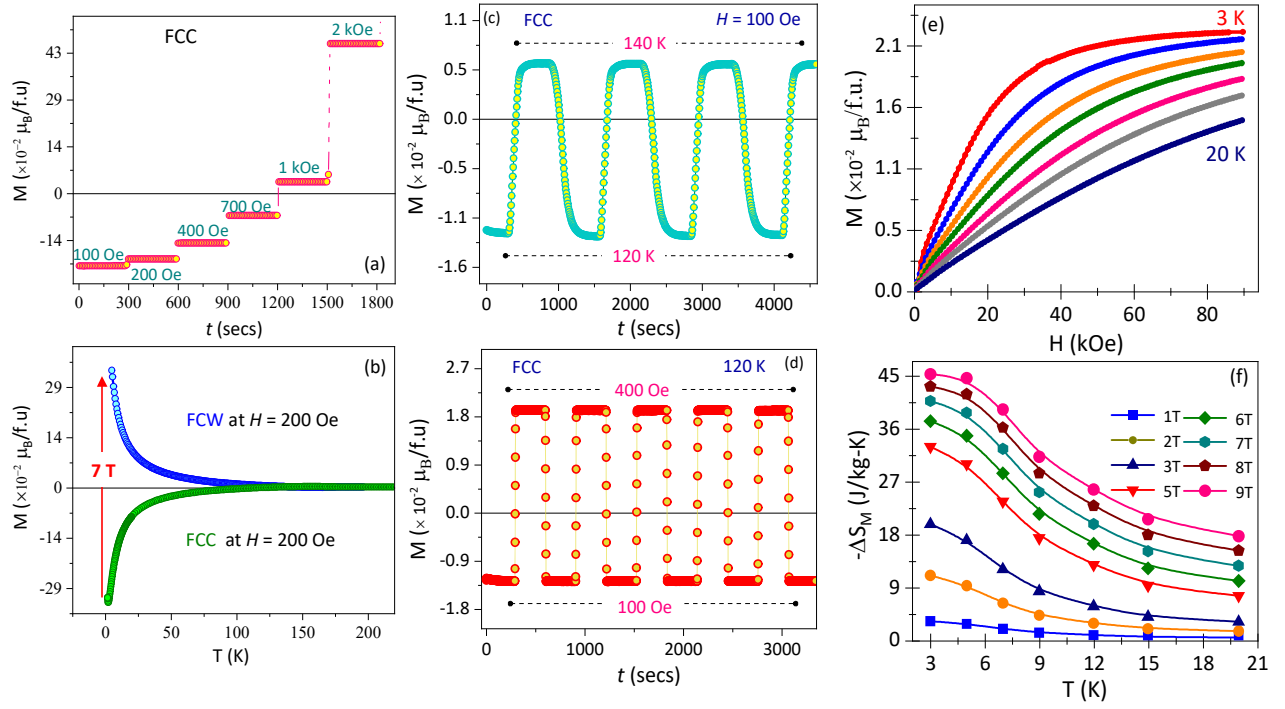 FCC
2 kOe
1 kOe
700 Oe
400 Oe
100 Oe
200 Oe
(a)
43
29
14
0
-14
M (×10⁻² μB/f.u)
0 300 600 900 1200 1500 1800
t (secs)
(b)
FCW at H = 200 Oe
7 T
FCC at H = 200 Oe
29
14
0
-14
-29
M (×10⁻² μB/f.u)
0 50 100 150 200
T (K)
(c)
FCC
H = 100 Oe
140 K
120 K
1.1
0.5
0.0
-0.5
-1.1
-1.6
M (× 10⁻² μB/f.u)
0 1000 2000 3000 4000
t (secs)
FCC
120 K
(d)
400 Oe
100 Oe
2.7
1.8
0.9
0.0
-0.9
-1.8
M (× 10⁻² μB/f.u)
0 1000 2000 3000
t (secs)
(e)
3 K
20 K
2.1
1.6
1.1
0.5
0.0
M (×10⁻² μB/f.u.)
0 20 40 60 80
H (kOe)
(f)
1T
2T
3T
5T
6T
7T
8T
9T
45
36
27
18
9
0
-ΔSM (J/kg-K)
3 6 9 12 15 18 21
T (K)